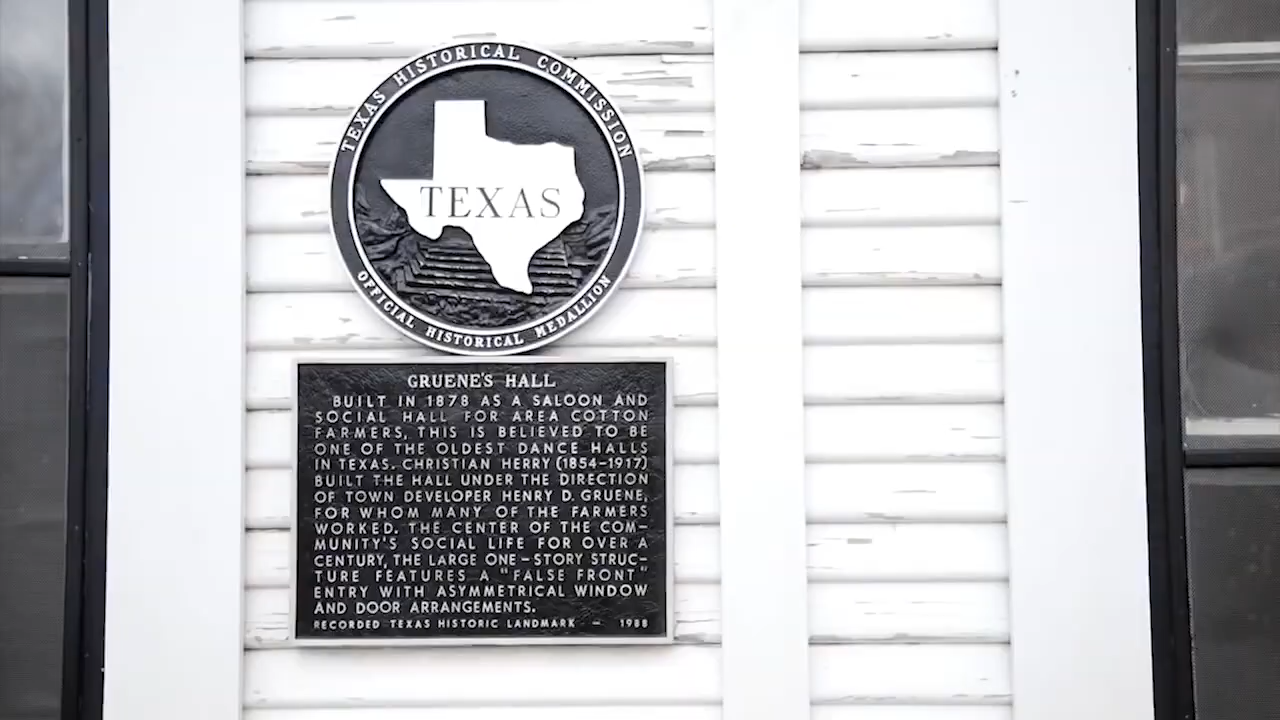 TEXAS HISTORICAL COMMISSION
TEXAS
OFFICIAL HISTORICAL MEDALLION
GRUENE'S HALL
BUILT IN 1878 AS A SALOON AND
SOCIAL HALL FOR AREA COTTON
FARMERS, THIS IS BELIEVED TO BE
ONE OF THE OLDEST DANCE HALLS
IN TEXAS. CHRISTIAN HERRY (1854-1917)
BUILT THE HALL UNDER THE DIRECTION
OF TOWN DEVELOPER HENRY D. GRUENE,
FOR WHOM MANY OF THE FARMERS
WORKED. THE CENTER OF THE COM-
MUNITY'S SOCIAL LIFE FOR OVER A
CENTURY, THE LARGE ONE-STORY STRUC-
TURE FEATURES A "FALSE FRONT"
ENTRY WITH ASYMMETRICAL WINDOW
AND DOOR ARRANGEMENTS.
RECORDED TEXAS HISTORIC LANDMARK – 1988